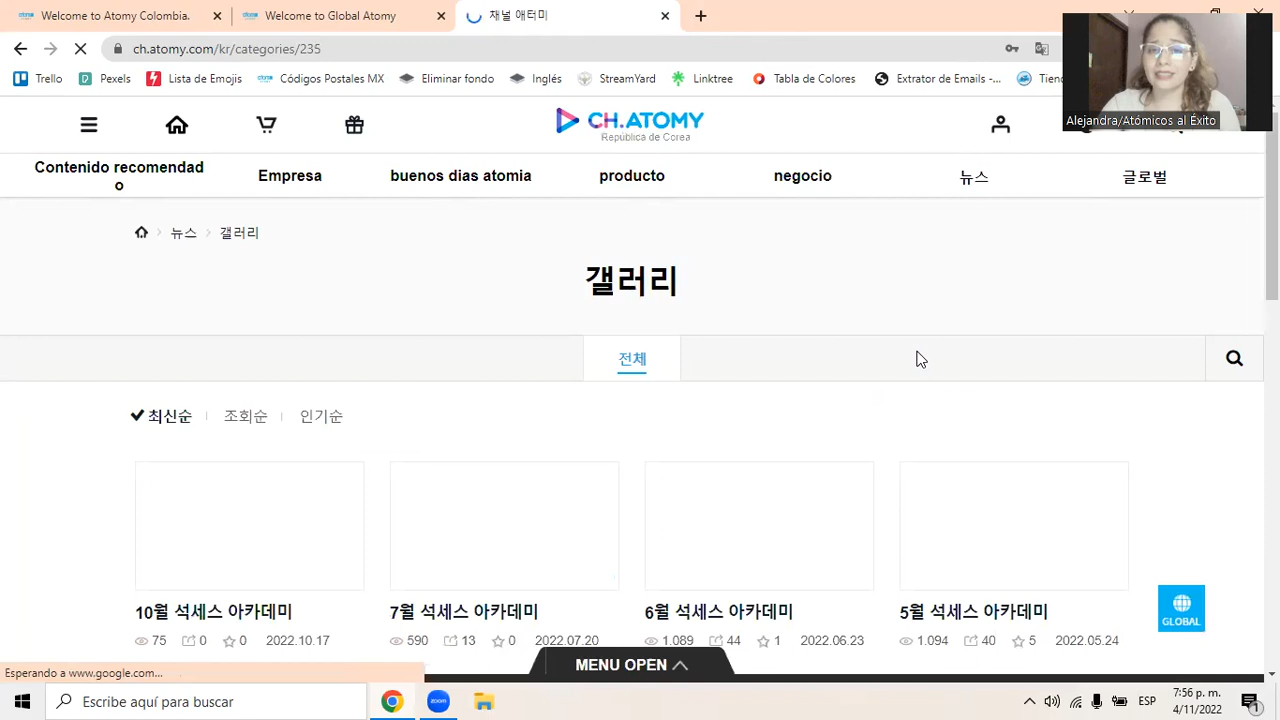 Welcome to Atomy Colombia.
Welcome to Global Atomy
채널 애터미
ch.atomy.com/kr/categories/235
Trello
Pexels
Lista de Emojis
Códigos Postales MX
Eliminar fondo
Inglés
StreamYard
Linktree
Tabla de Colores
Extrator de Emails -...
Tiend
Alejandra/Atómicos al Éxito
CH.ATOMY
República de Corea
Contenido recomendad
o
Empresa
buenos dias atomia
producto
negocio
뉴스
글로벌
뉴스
갤러리
갤러리
전체
최신순
조회순
인기순
10월 석세스 아카데미
7월 석세스 아카데미
6월 석세스 아카데미
5월 석세스 아카데미
75 0 0 2022.10.17
590 13 0 2022.07.20
1.089 44 1 2022.06.23
1.094 40 5 2022.05.24
GLOBAL
MENU OPEN
Esperando a www.google.com...
Escribe aquí para buscar
zoom
ESP
7:56 p. m.
4/11/2022
1